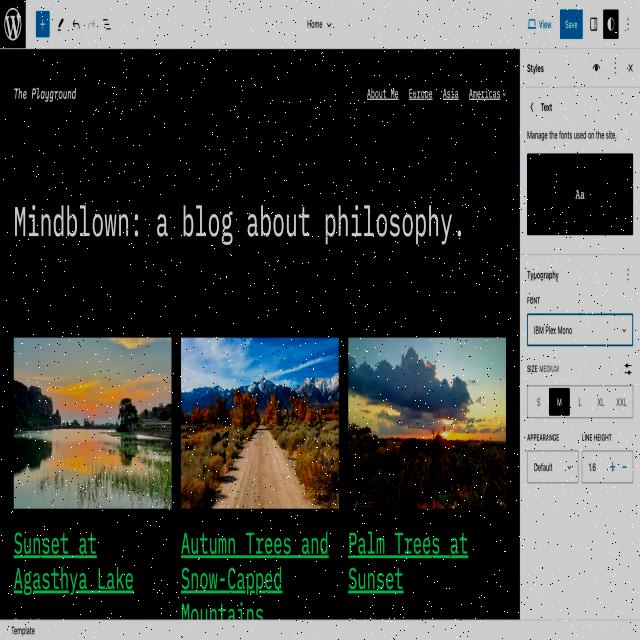 Home
View
Save
Styles
The Playground
About Me Europe Asia Americas
Text
Manage the fonts used on the site.
Aa
Mindblown: a blog about philosophy.
Typography
FONT
IBM Plex Mono
SIZE MEDIUM
S M L XL XXL
APPEARANCE LINE HEIGHT
Default 1.6
Sunset at
Agasthya Lake
Autumn Trees and
Snow-Capped
Mountains
Palm Trees at
Sunset
Template